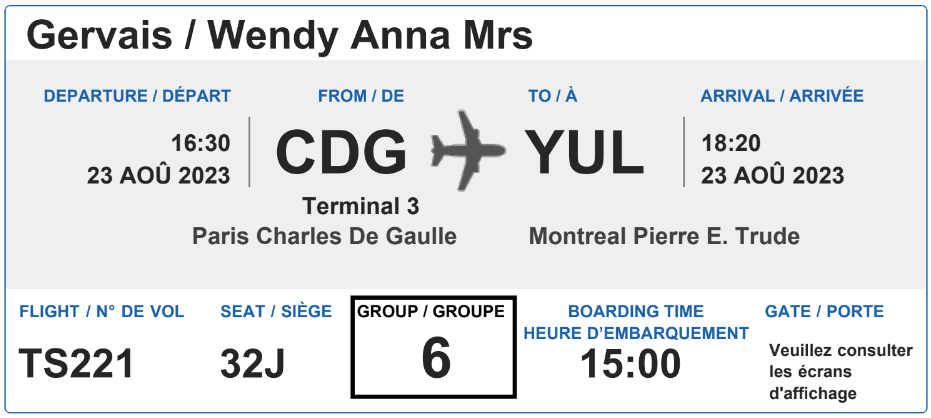 Gervais / Wendy Anna Mrs
DEPARTURE / DÉPART
FROM / DE
TO / À
ARRIVAL / ARRIVÉE
16:30
23 AOÛ 2023
CDG
YUL
18:20
23 AOÛ 2023
Terminal 3
Paris Charles De Gaulle
Montreal Pierre E. Trude
FLIGHT / N° DE VOL
SEAT / SIÈGE
GROUP / GROUPE
BOARDING TIME
HEURE D'EMBARQUEMENT
GATE / PORTE
TS221
32J
6
15:00
Veuillez consulter
les écrans
d'affichage